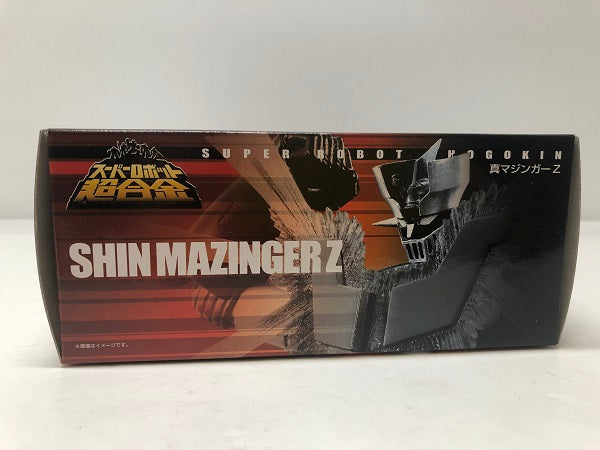 スーパーロボット
超合金
SUPER ROBOT CHOGOKIN
真マジンガーZ
SHIN MAZINGER Z
※画像はイメージです。